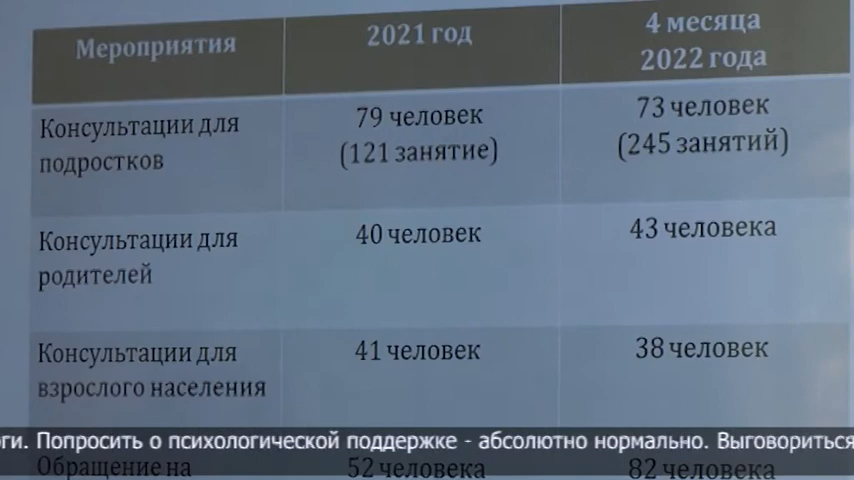 Мероприятия
2021 год
4 месяца
2022 года
Консультации для
подростков
79 человек
(121 занятие)
73 человек
(245 занятий)
Консультации для
родителей
40 человек
43 человека
Консультации для
взрослого населения
41 человек
38 человек
ги. Попросить о психологической поддержке - абсолютно нормально. Выговориться
Обращение на
52 человека
82 человека